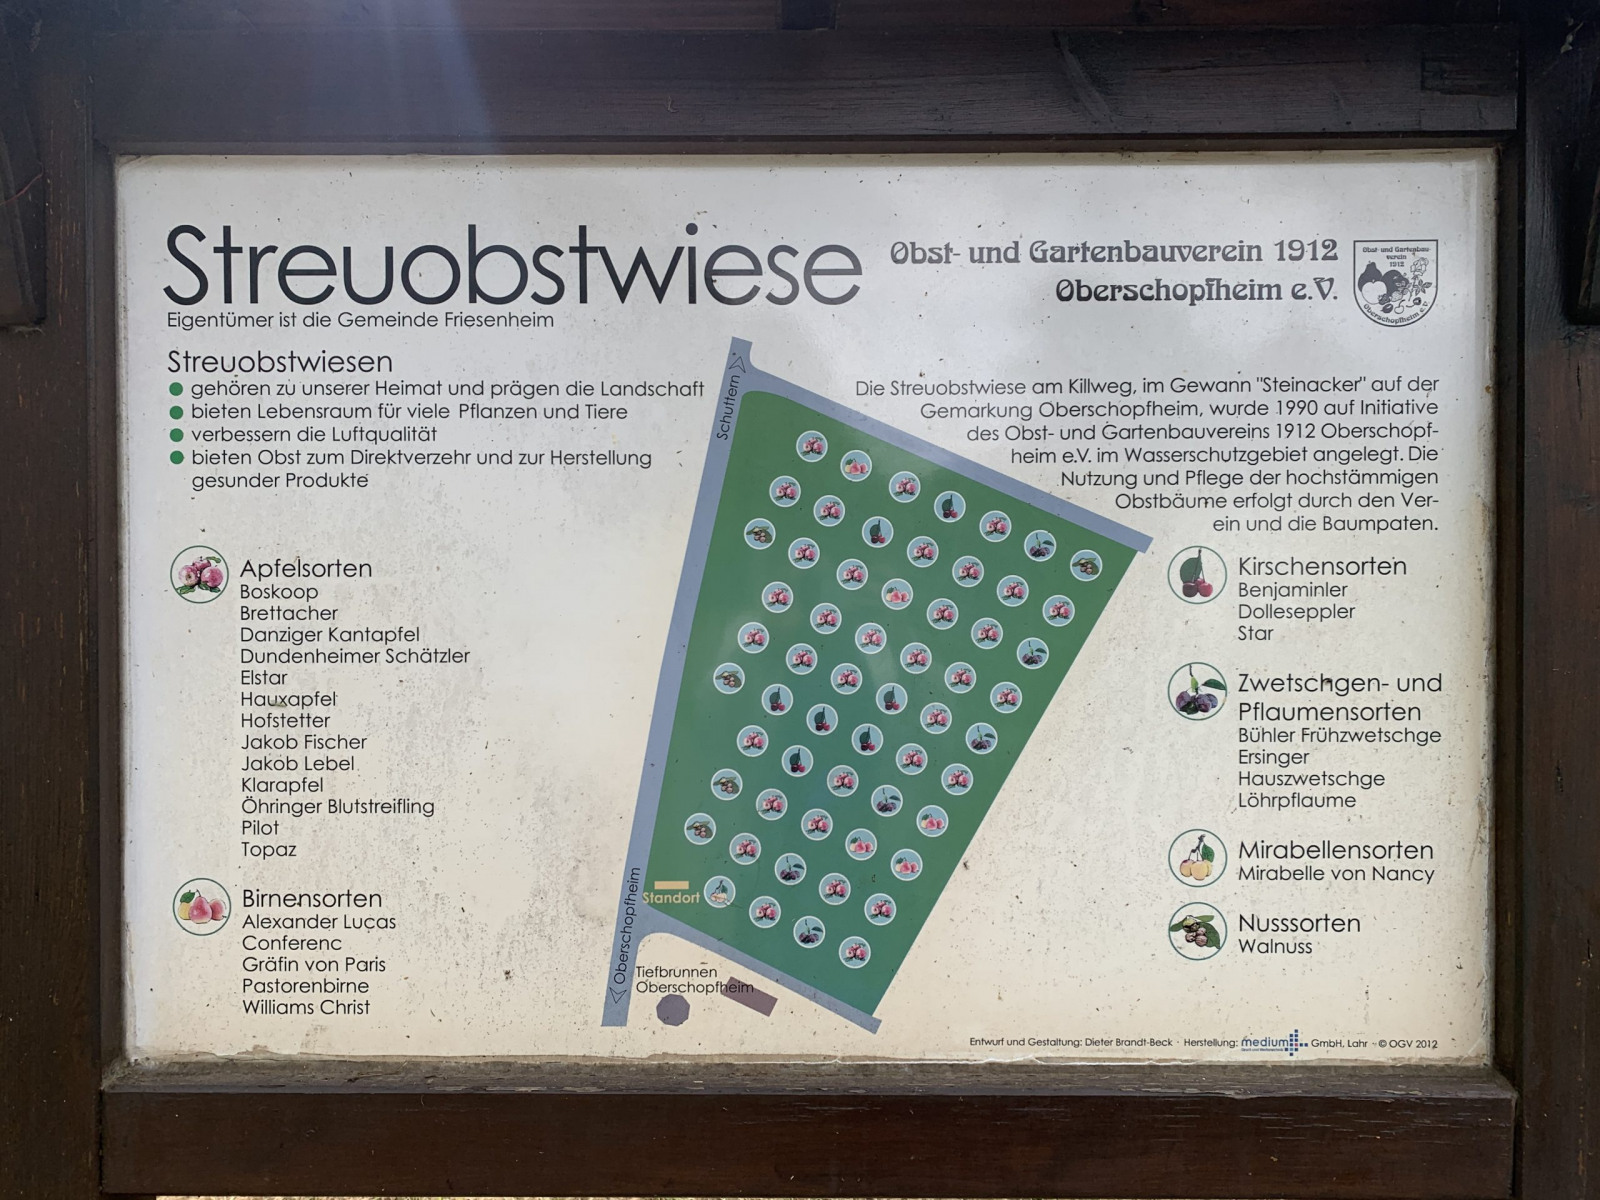 Streuobstwiese
Eigentümer ist die Gemeinde Friesenheim
Obst- und Gartenbauverein 1912
Oberschopfheim e.V.
Obst- und Gartenbau-
verein
1912
Oberschopfheim e.V.
Streuobstwiesen
gehören zu unserer Heimat und prägen die Landschaft
bieten Lebensraum für viele Pflanzen und Tiere
verbessern die Luftqualität
bieten Obst zum Direktverzehr und zur Herstellung
gesunder Produkte
Die Streuobstwiese am Killweg, im Gewann "Steinacker" auf der
Gemarkung Oberschopfheim, wurde 1990 auf Initiative
des Obst- und Gartenbauvereins 1912 Oberschopf-
heim e.V. im Wasserschutzgebiet angelegt. Die
Nutzung und Pflege der hochstämmigen
Obstbäume erfolgt durch den Ver-
ein und die Baumpaten.
Apfelsorten
Boskoop
Brettacher
Danziger Kantapfel
Dundenheimer Schätzler
Elstar
Hauxapfel
Hofstetter
Jakob Fischer
Jakob Lebel
Klarapfel
Öhringer Blutstreifling
Pilot
Topaz
Birnensorten
Alexander Lucas
Conferenc
Gräfin von Paris
Pastorenbirne
Williams Christ
Schuttern
Oberschopfheim
Standort
Tiefbrunnen
Oberschopfheim
Kirschensorten
Benjaminler
Dolleseppler
Star
Zwetschgen- und
Pflaumensorten
Bühler Frühzwetschge
Ersinger
Hauszwetschge
Löhrpflaume
Mirabellensorten
Mirabelle von Nancy
Nusssorten
Walnuss
Entwurf und Gestaltung: Dieter Brandt-Beck · Herstellung: medium GmbH, Lahr · © OGV 2012